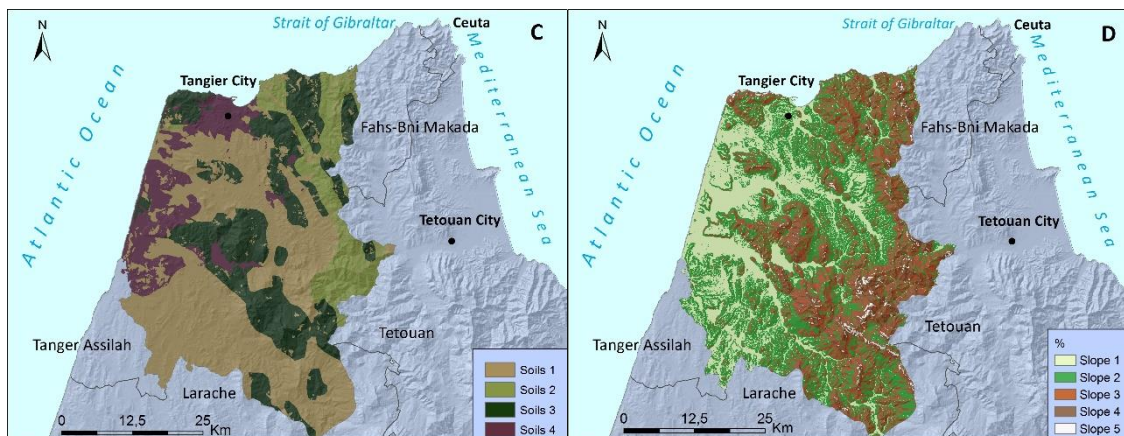 Strait of Gibraltar
Ceuta
N
C
Tangier City
Atlantic Ocean
Mediterranean Sea
Fahs-Bni Makada
Tetouan City
Tetouan
Tanger Assilah
Larache
0 12,5 25
Km
Soils 1
Soils 2
Soils 3
Soils 4
Strait of Gibraltar
Ceuta
N
D
Tangier City
Atlantic Ocean
Mediterranean Sea
Fahs-Bni Makada
Tetouan City
Tetouan
Tanger Assilah
Larache
0 12,5 25
Km
%
Slope 1
Slope 2
Slope 3
Slope 4
Slope 5